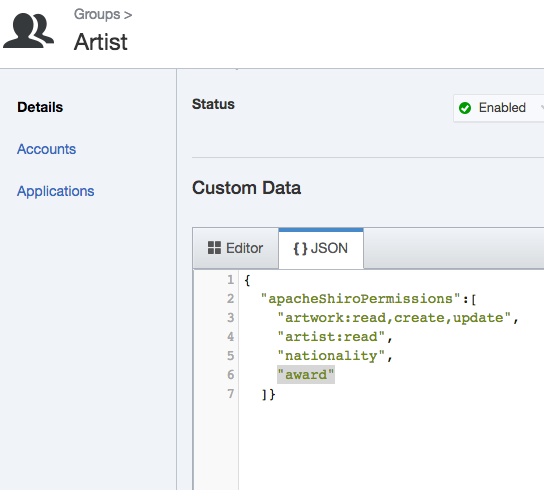 Groups >
Artist
Details
Accounts
Applications
Status
Enabled
Custom Data
Editor
{ } JSON
1 {
2 "apacheShiroPermissions":[
3 "artwork:read,create,update",
4 "artist:read",
5 "nationality",
6 "award"
7 ]}